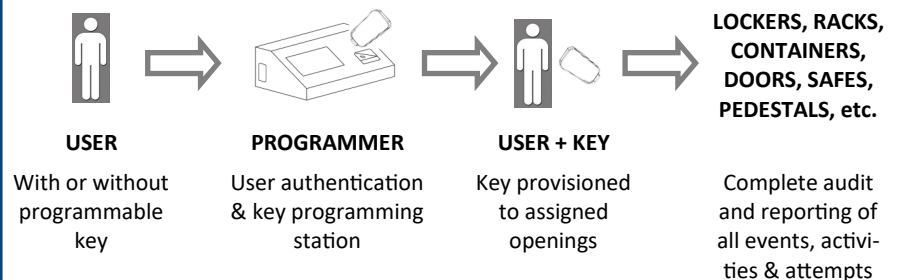 LOCKERS, RACKS,
CONTAINERS,
DOORS, SAFES,
PEDESTALS, etc.
USER
With or without
programmable
key
PROGRAMMER
User authentication
& key programming
station
USER + KEY
Key provisioned
to assigned
openings
Complete audit
and reporting of
all events, activi-
ties & attempts